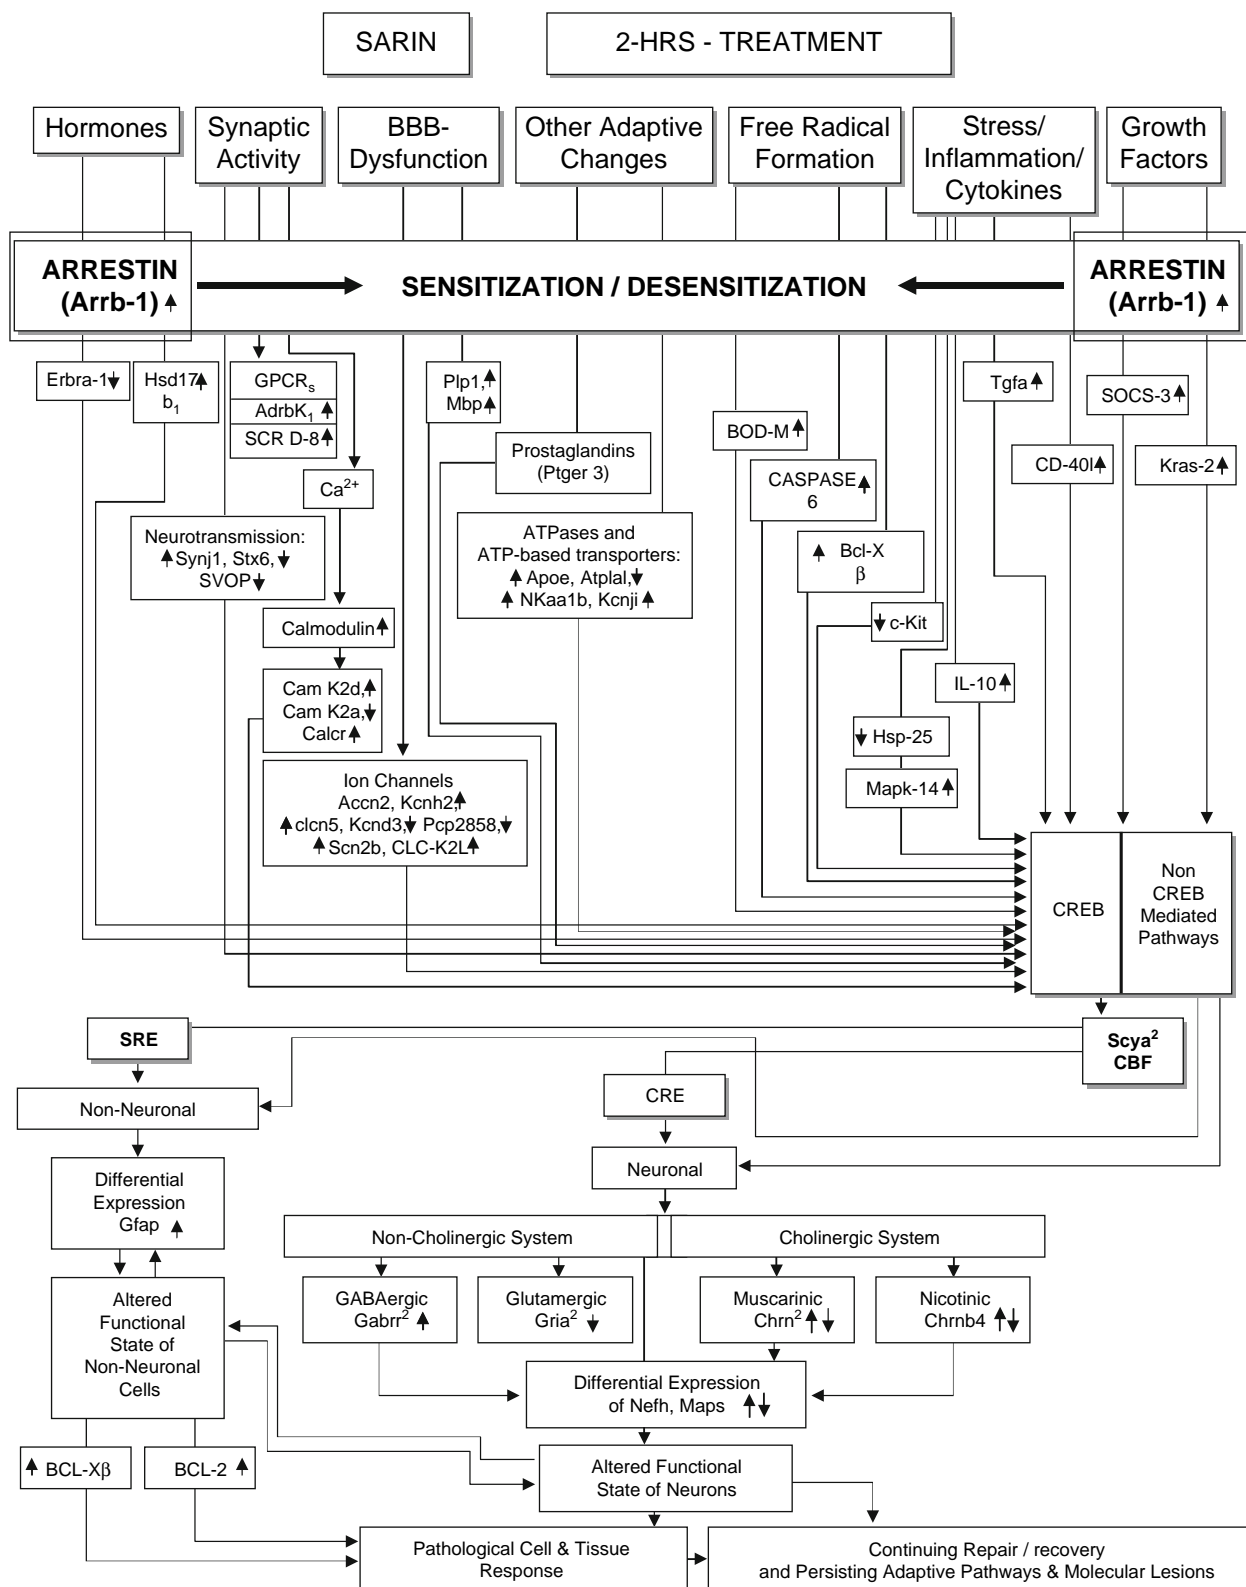 SARIN
2-HRS - TREATMENT
Hormones
Synaptic
Activity
BBB-
Dysfunction
Other Adaptive
Changes
Free Radical
Formation
Stress/
Inflammation/
Cytokines
Growth
Factors
ARRESTIN
(Arrb-1)
SENSITIZATION / DESENSITIZATION
ARRESTIN
(Arrb-1)
Erbra-1
Hsd17
b1
GPCRs
AdrbK1
SCR D-8
Plp1,
Mbp
Tgfa
SOCS-3
BOD-M
Prostaglandins
(Ptger 3)
CD-40l
Kras-2
Ca2+
CASPASE
6
Neurotransmission:
Synj1, Stx6,
SVOP
ATPases and
ATP-based transporters:
Apoe, Atplal,
NKaa1b, Kcnji
Bcl-X
β
Calmodulin
c-Kit
Cam K2d,
Cam K2a,
Calcr
IL-10
Hsp-25
Ion Channels
Accn2, Kcnh2,
clcn5, Kcnd3, Pcp2858,
Scn2b, CLC-K2L
Mapk-14
CREB
Non
CREB
Mediated
Pathways
SRE
Scya2
CBF
Non-Neuronal
CRE
Neuronal
Differential
Expression
Gfap
Non-Cholinergic System
Cholinergic System
Altered
Functional
State of
Non-Neuronal
Cells
GABAergic
Gabrr2
Glutamergic
Gria2
Muscarinic
Chrn2
Nicotinic
Chrnb4
Differential Expression
of Nefh, Maps
BCL-Xβ
BCL-2
Altered Functional
State of Neurons
Pathological Cell & Tissue
Response
Continuing Repair / recovery
and Persisting Adaptive Pathways & Molecular Lesions